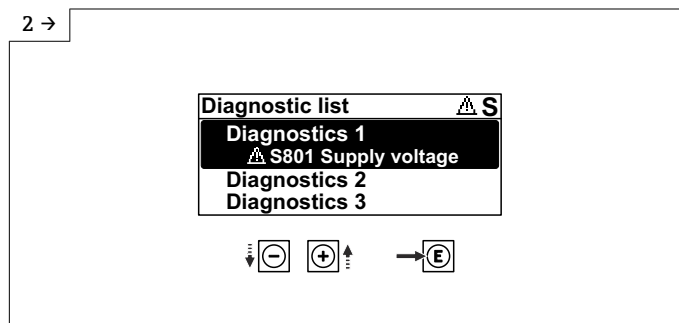 2 →
Diagnostic list ⚠ S
Diagnostics 1
⚠ S801 Supply voltage
Diagnostics 2
Diagnostics 3
− + E